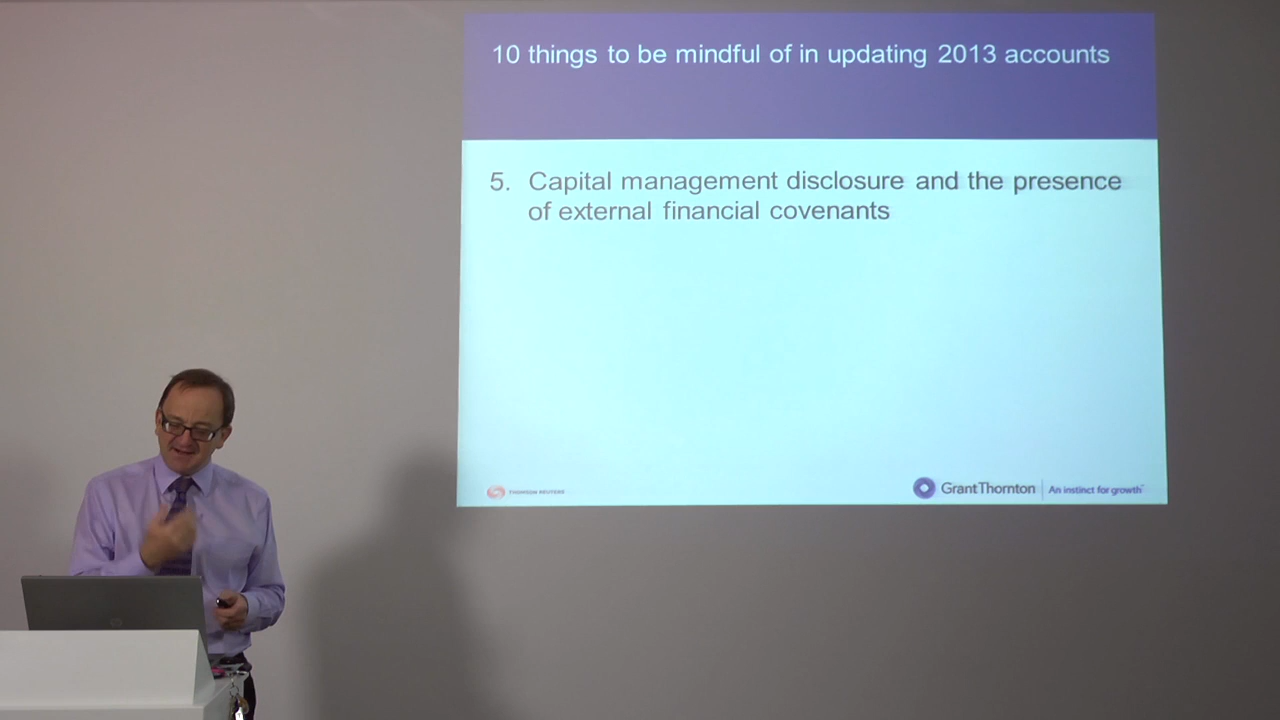 10 things to be mindful of in updating 2013 accounts
5. Capital management disclosure and the presence
of external financial covenants
THOMSON REUTERS
GrantThornton
An instinct for growth™